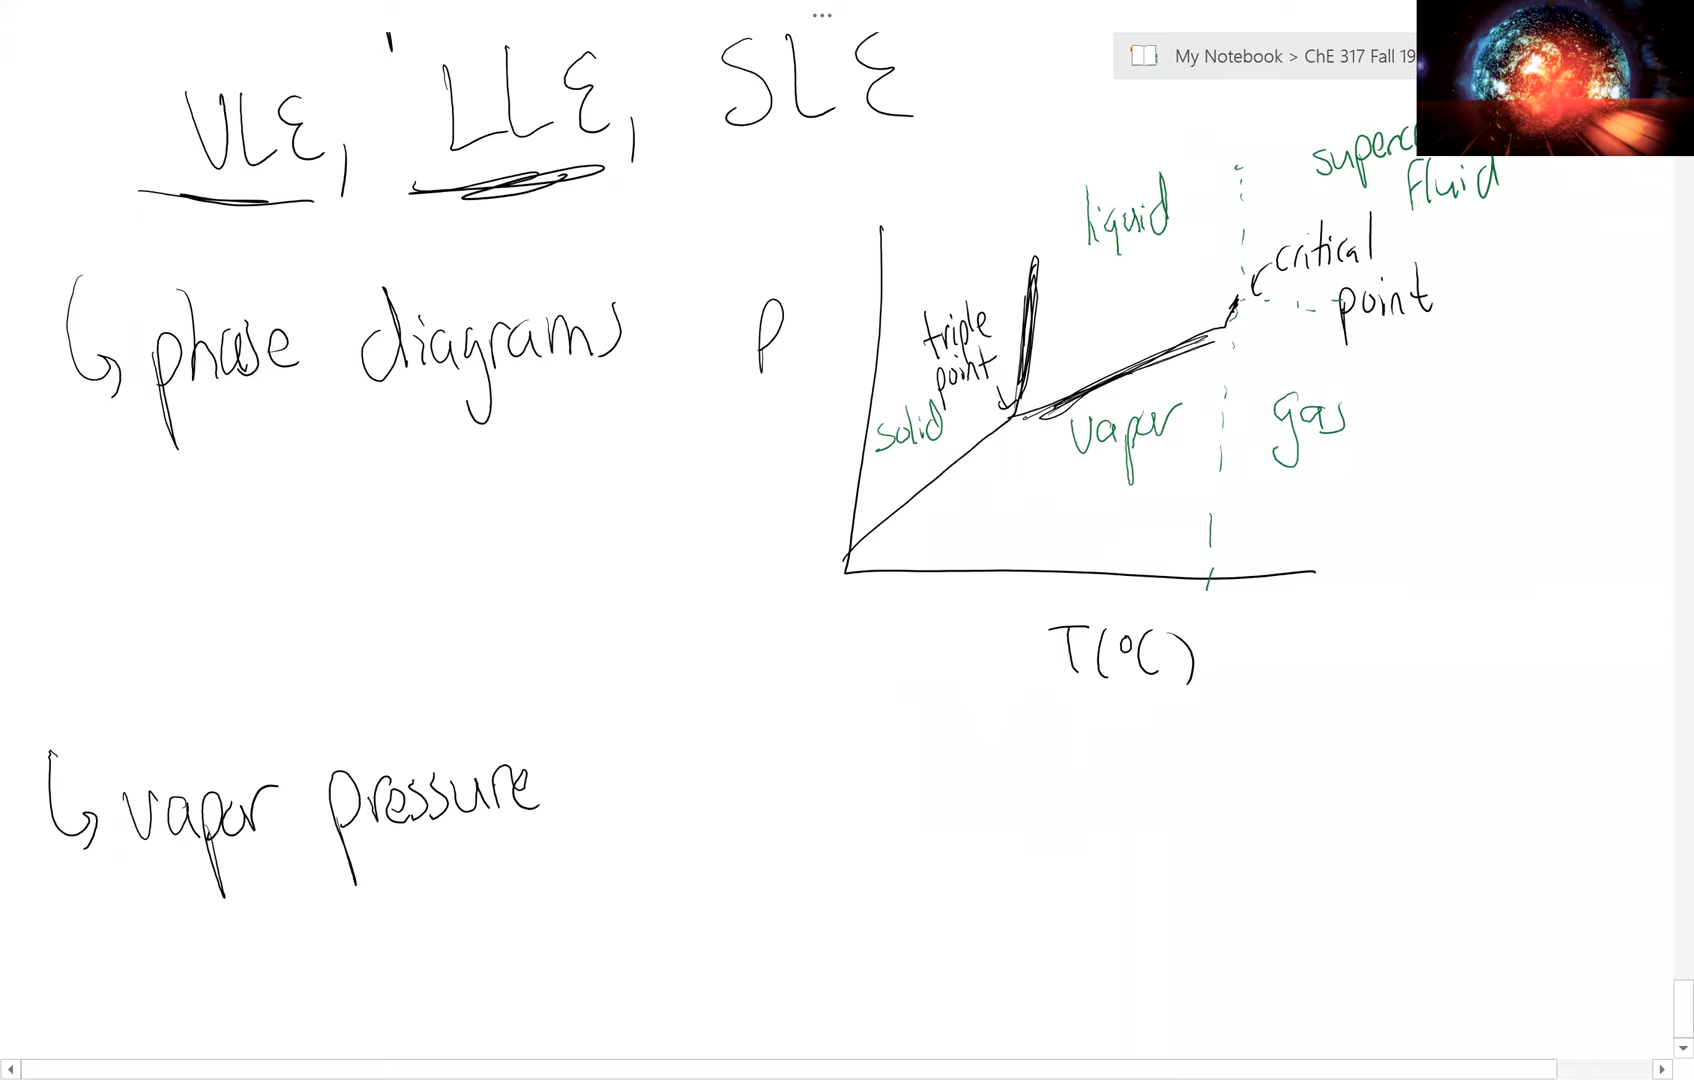 VLE, LLE, SLE
My Notebook > ChE 317 Fall 19
fluid
liquid
critical
point
phase diagrams
P
triple
point
solid
vapor
gas
T(°C)
vapor pressure